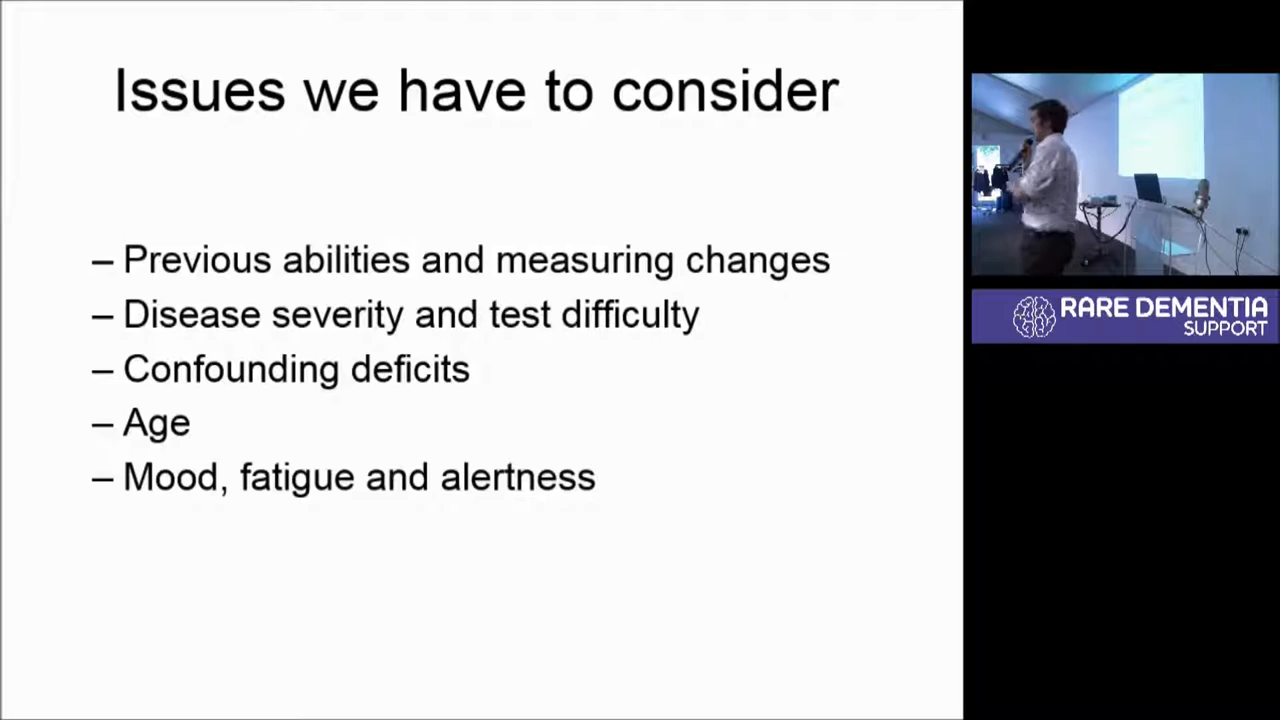 Issues we have to consider
– Previous abilities and measuring changes
– Disease severity and test difficulty
– Confounding deficits
– Age
– Mood, fatigue and alertness
RARE DEMENTIA
SUPPORT